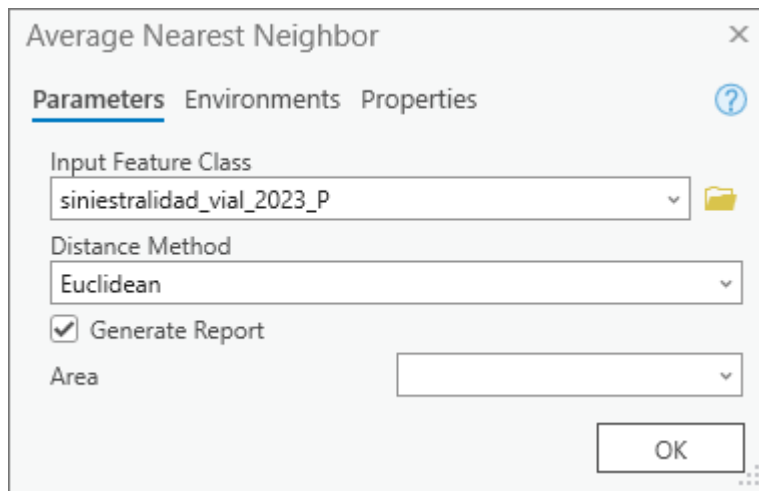 Average Nearest Neighbor
Parameters Environments Properties
Input Feature Class
siniestralidad_vial_2023_P
Distance Method
Euclidean
Generate Report
Area
OK